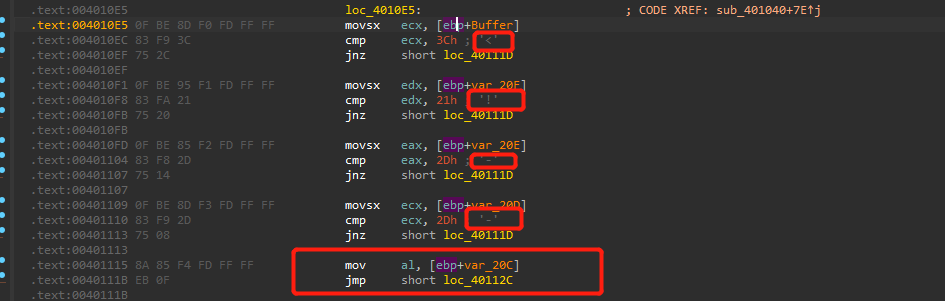 .text:004010E5 loc_4010E5: ; CODE XREF: sub_401040+7E↑j
.text:004010E5 0F BE 8D F0 FD FF FF movsx ecx, [ebp+Buffer]
.text:004010EC 83 F9 3C cmp ecx, 3Ch ; '<'
.text:004010EF 75 2C jnz short loc_40111D
.text:004010EF
.text:004010F1 0F BE 95 F1 FD FF FF movsx edx, [ebp+var_20F]
.text:004010F8 83 FA 21 cmp edx, 21h ; '!'
.text:004010FB 75 20 jnz short loc_40111D
.text:004010FB
.text:004010FD 0F BE 85 F2 FD FF FF movsx eax, [ebp+var_20E]
.text:00401104 83 F8 2D cmp eax, 2Dh ; '-'
.text:00401107 75 14 jnz short loc_40111D
.text:00401107
.text:00401109 0F BE 8D F3 FD FF FF movsx ecx, [ebp+var_20D]
.text:00401110 83 F9 2D cmp ecx, 2Dh ; '-'
.text:00401113 75 08 jnz short loc_40111D
.text:00401113
.text:00401115 8A 85 F4 FD FF FF mov al, [ebp+var_20C]
.text:0040111B EB 0F jmp short loc_40112C
.text:0040111B